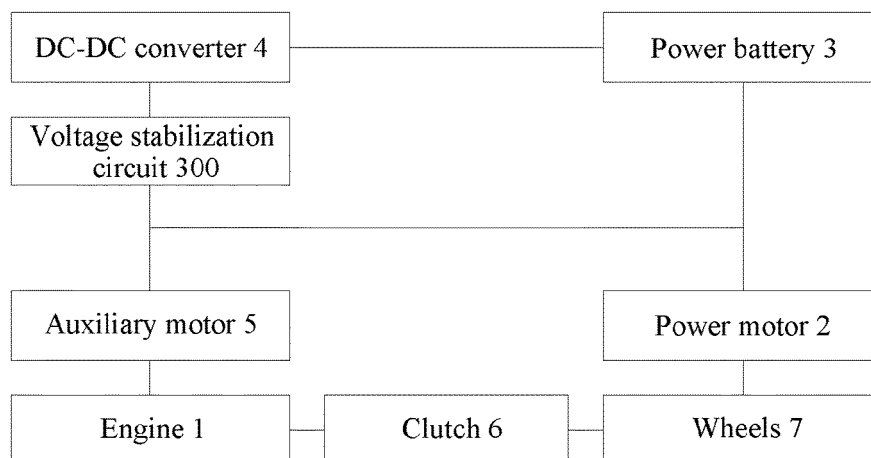 DC-DC converter 4
Power battery 3
Voltage stabilization
circuit 300
Auxiliary motor 5
Power motor 2
Engine 1
Clutch 6
Wheels 7